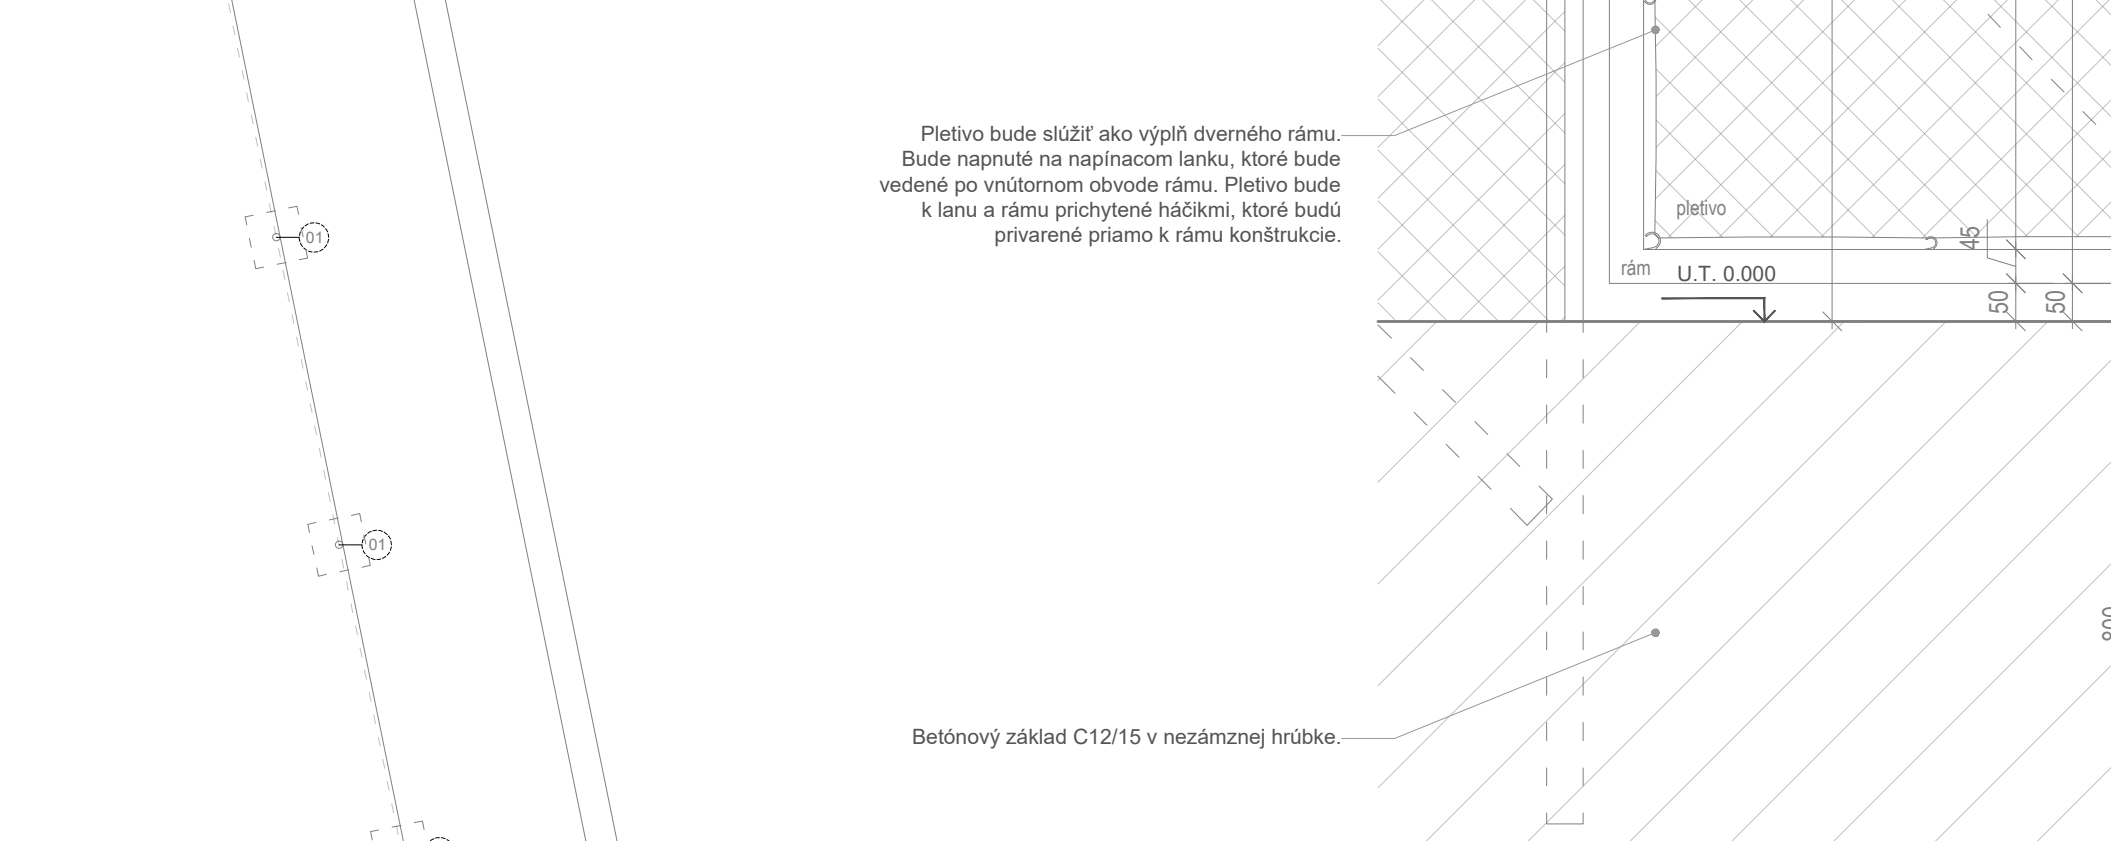 Pletivo bude slúžiť ako výplň dverného rámu.
Bude napnuté na napínacom lanku, ktoré bude
vedené po vnútornom obvode rámu. Pletivo bude
k lanu a rámu prichytené háčikmi, ktoré budú
privarené priamo k rámu konštrukcie.
pletivo
45
rám
U.T. 0.000
50
50
01
01
Betónový základ C12/15 v nezámznej hrúbke.